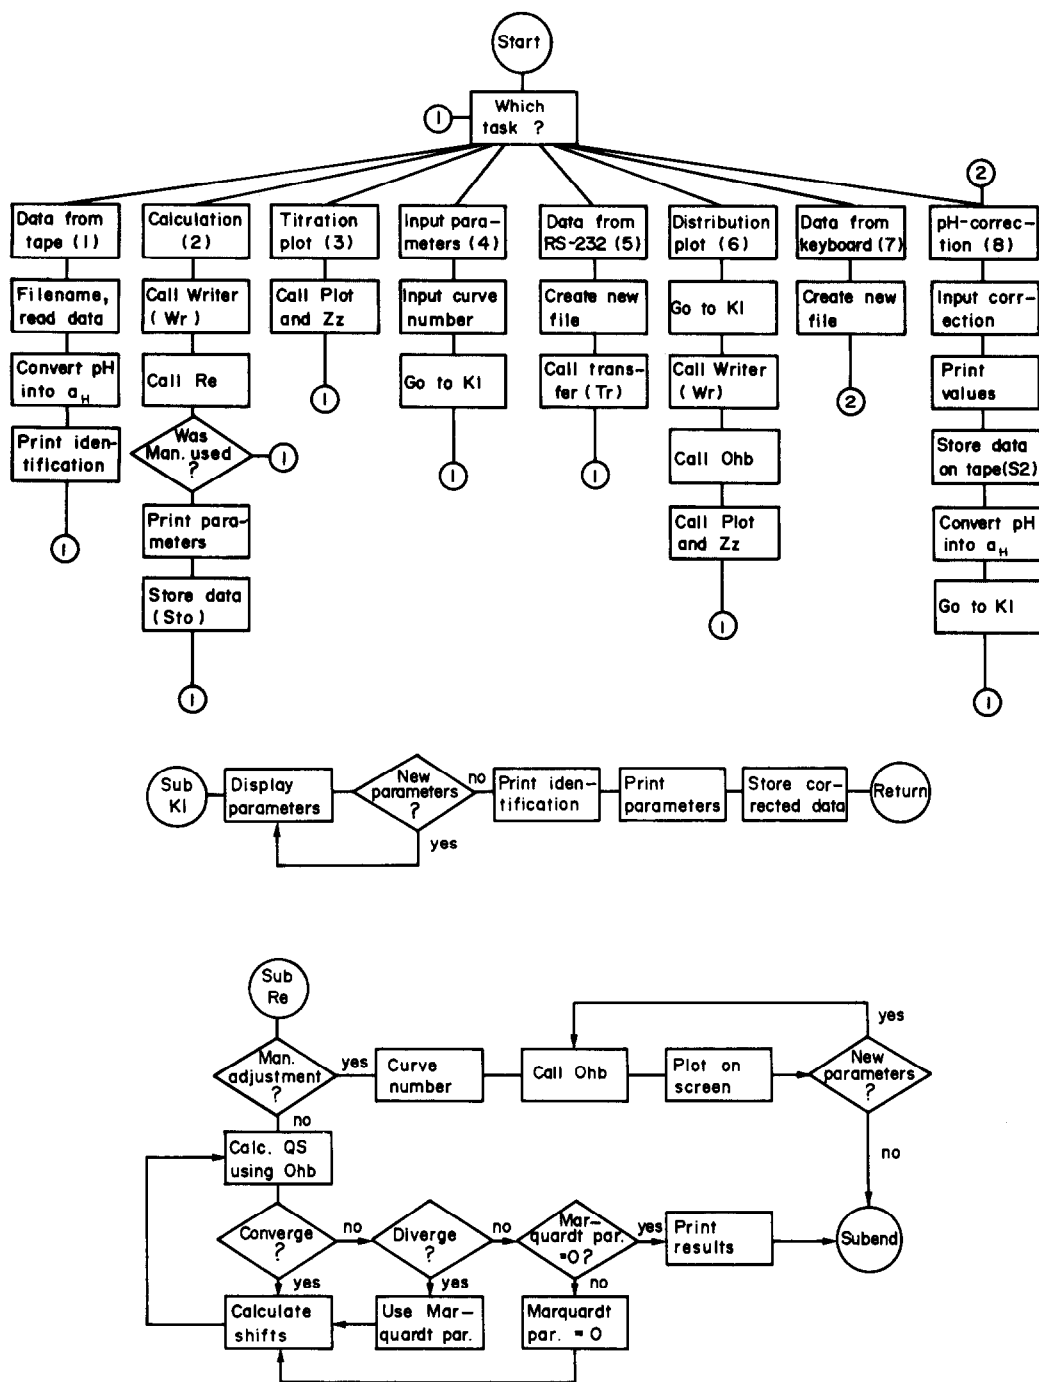 Start
1
Which
task ?
2
Data from
tape (1)
Calculation
(2)
Titration
plot (3)
Input para-
meters (4)
Data from
RS-232 (5)
Distribution
plot (6)
Data from
keyboard (7)
pH-correc-
tion (8)
Filename,
read data
Call Writer
(Wr)
Call Plot
and Zz
Input curve
number
Create new
file
Go to KI
Create new
file
Input corr-
ection
Convert pH
into aH
Call Re
1
Go to KI
Call trans-
fer (Tr)
Call Writer
(Wr)
2
Print
values
Print iden-
tification
Was
Man. used
?
1
1
1
Call Ohb
Store data
on tape(S2)
1
Print para-
meters
Call Plot
and Zz
Convert pH
into aH
Store data
(Sto)
1
Go to KI
1
1
Sub
KI
Display
parameters
New
parameters
?
no
yes
Print iden-
tification
Print
parameters
Store cor-
rected data
Return
Sub
Re
Man.
adjustment
?
yes
no
Curve
number
Call Ohb
Plot on
screen
New
parameters
?
yes
no
Calc. QS
using Ohb
Converge
?
no
yes
Diverge
?
no
yes
Mar-
quardt par.
=0?
yes
no
Print
results
Subend
Calculate
shifts
Use Mar-
quardt par.
Marquardt
par. = 0